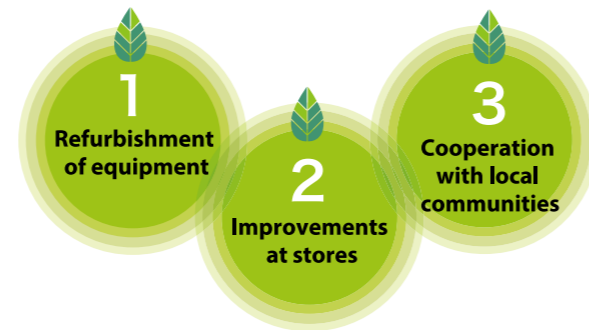 1
Refurbishment
of equipment
2
Improvements
at stores
3
Cooperation
with local
communities